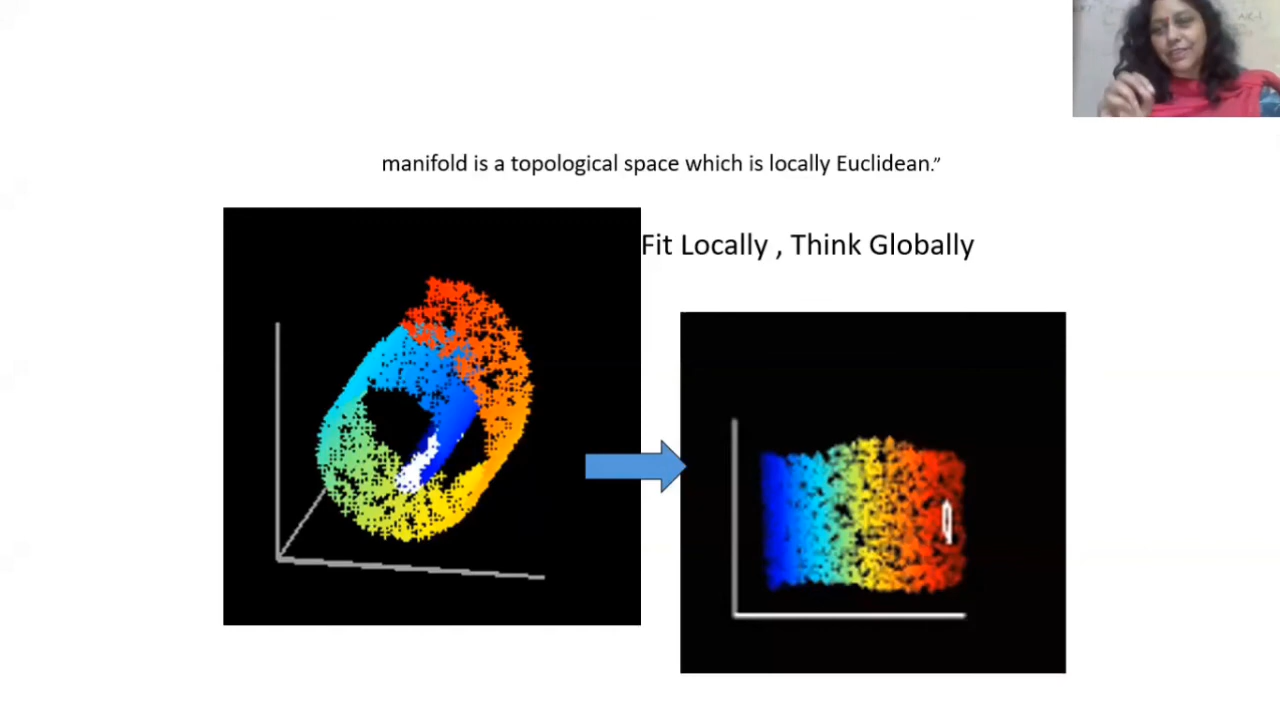 manifold is a topological space which is locally Euclidean.”
Fit Locally , Think Globally